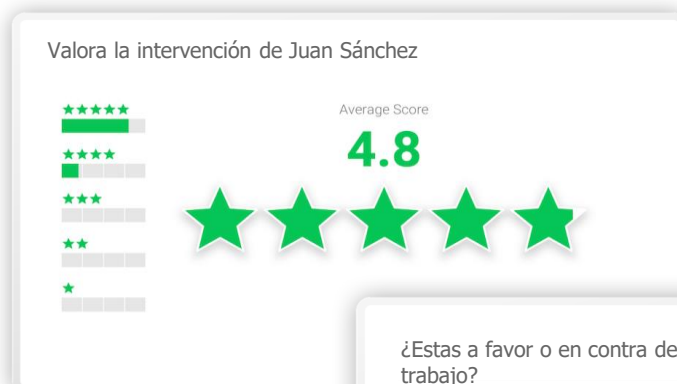 Valora la intervención de Juan Sánchez
Average Score
4.8
¿Estas a favor o en contra de
trabajo?